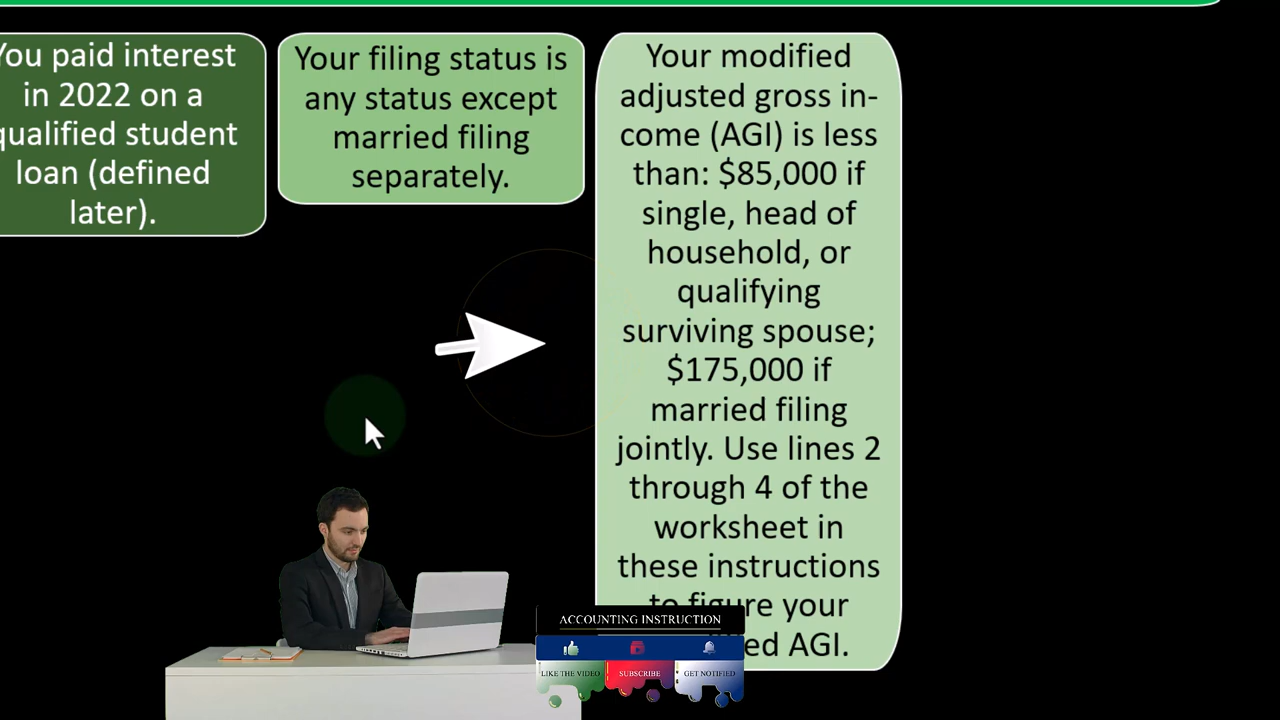 You paid interest
in 2022 on a
qualified student
loan (defined
later).
Your filing status is
any status except
married filing
separately.
Your modified
adjusted gross in-
come (AGI) is less
than: $85,000 if
single, head of
household, or
qualifying
surviving spouse;
$175,000 if
married filing
jointly. Use lines 2
through 4 of the
worksheet in
these instructions
to figure your
AGI.
ACCOUNTING INSTRUCTION
LIKE THE VIDEO
SUBSCRIBE
GET NOTIFIED